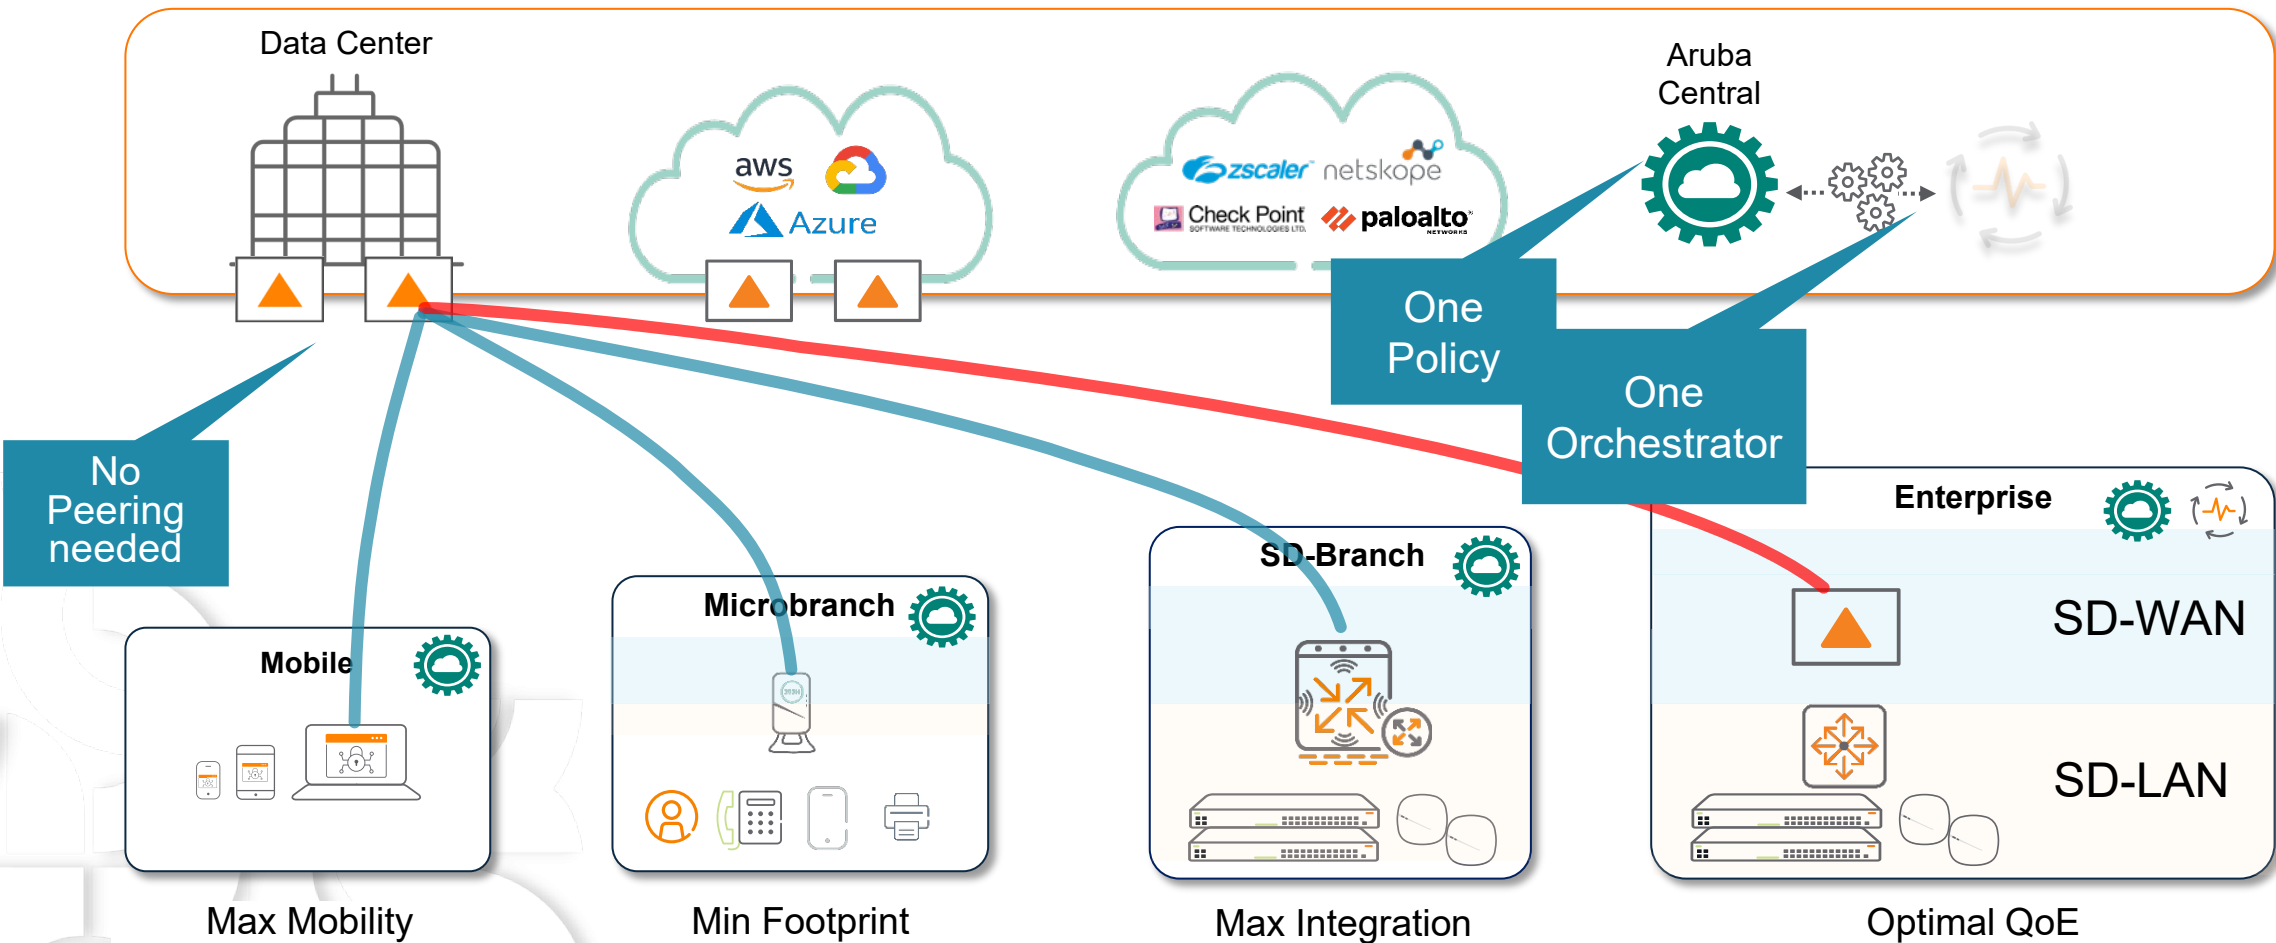 Data Center
aws
Azure
zscaler
netskope
Check Point
SOFTWARE TECHNOLOGIES LTD.
paloalto
NETWORKS
Aruba
Central
One
Policy
One
Orchestrator
No
Peering
needed
Mobile
Microbranch
SD-Branch
Enterprise
SD-WAN
SD-LAN
Max Mobility
Min Footprint
Max Integration
Optimal QoE